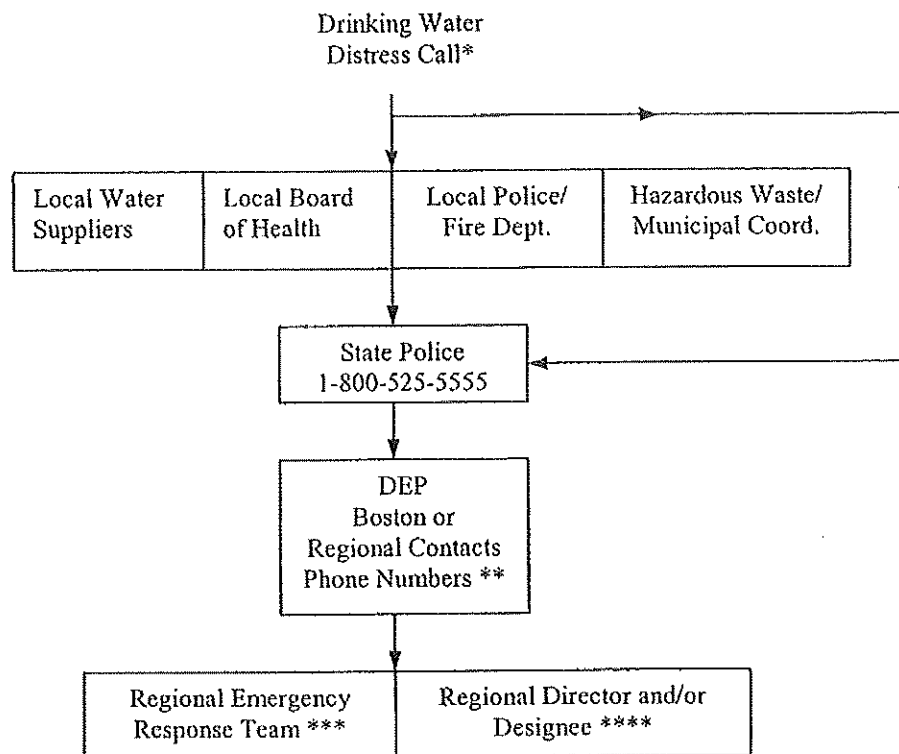 Drinking Water
Distress Call*
Local Water
Suppliers
Local Board
of Health
Local Police/
Fire Dept.
Hazardous Waste/
Municipal Coord.
State Police
1-800-525-5555
DEP
Boston or
Regional Contacts
Phone Numbers **
Regional Emergency
Response Team ***
Regional Director and/or
Designee ****